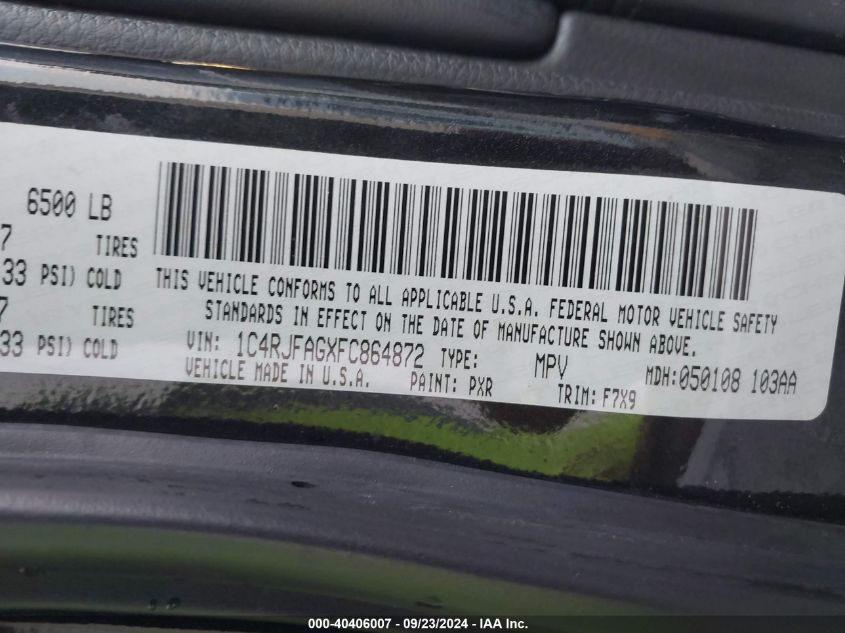 6500 LB
7 TIRES
33 PSI) COLD
7 TIRES
33 PSI) COLD
THIS VEHICLE CONFORMS TO ALL APPLICABLE U.S.A. FEDERAL MOTOR VEHICLE SAFETY
STANDARDS IN EFFECT ON THE DATE OF MANUFACTURE SHOWN ABOVE.
VIN: 1C4RJFAGXFC864872 TYPE: MPV MDH:050108 103AA
VEHICLE MADE IN U.S.A. PAINT: PXR TRIM: F7X9
000-40406007 - 09/23/2024 - IAA Inc.